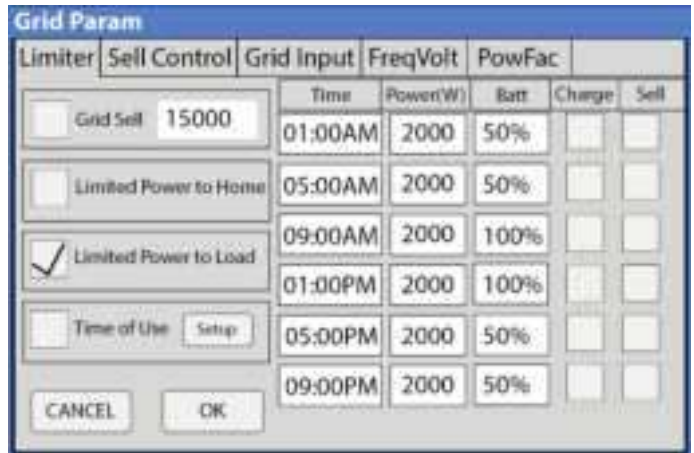 Grid Param
Limiter Sell Control Grid Input FreqVolt PowFac
Grid Sell 15000
Limited Power to Home
Limited Power to Load
Time of Use Setup
CANCEL OK
Time Power(W) Batt Charge Sell
01:00AM 2000 50%
05:00AM 2000 50%
09:00AM 2000 100%
01:00PM 2000 100%
05:00PM 2000 50%
09:00PM 2000 50%